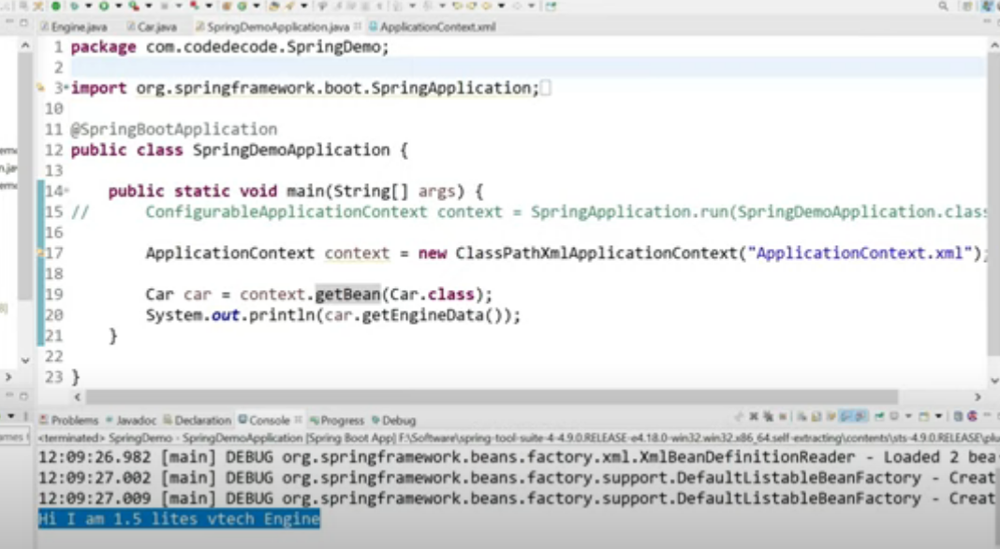 Engine.java Car.java SpringDemoApplication.java ApplicationContext.xml
1 package com.codedecode.SpringDemo;
2
3 import org.springframework.boot.SpringApplication;
10
11 @SpringBootApplication
12 public class SpringDemoApplication {
13
14 public static void main(String[] args) {
15 // ConfigurableApplicationContext context = SpringApplication.run(SpringDemoApplication.class
16
17 ApplicationContext context = new ClassPathXmlApplicationContext("ApplicationContext.xml");
18
19 Car car = context.getBean(Car.class);
20 System.out.println(car.getEngineData());
21 }
22
23 }
Problems Javadoc Declaration Console Progress Debug
<terminated> SpringDemo - SpringDemoApplication [Spring Boot App] F:\Software\spring-tool-suite-4-4.9.0.RELEASE-e4.18.0-win32.win32.x86_64.self-extracting\contents\sts-4.9.0.RELEASE\plu
12:09:26.982 [main] DEBUG org.springframework.beans.factory.xml.XmlBeanDefinitionReader - Loaded 2 bea
12:09:27.002 [main] DEBUG org.springframework.beans.factory.support.DefaultListableBeanFactory - Creat
12:09:27.009 [main] DEBUG org.springframework.beans.factory.support.DefaultListableBeanFactory - Creat
Hi I am 1.5 lites vtech Engine